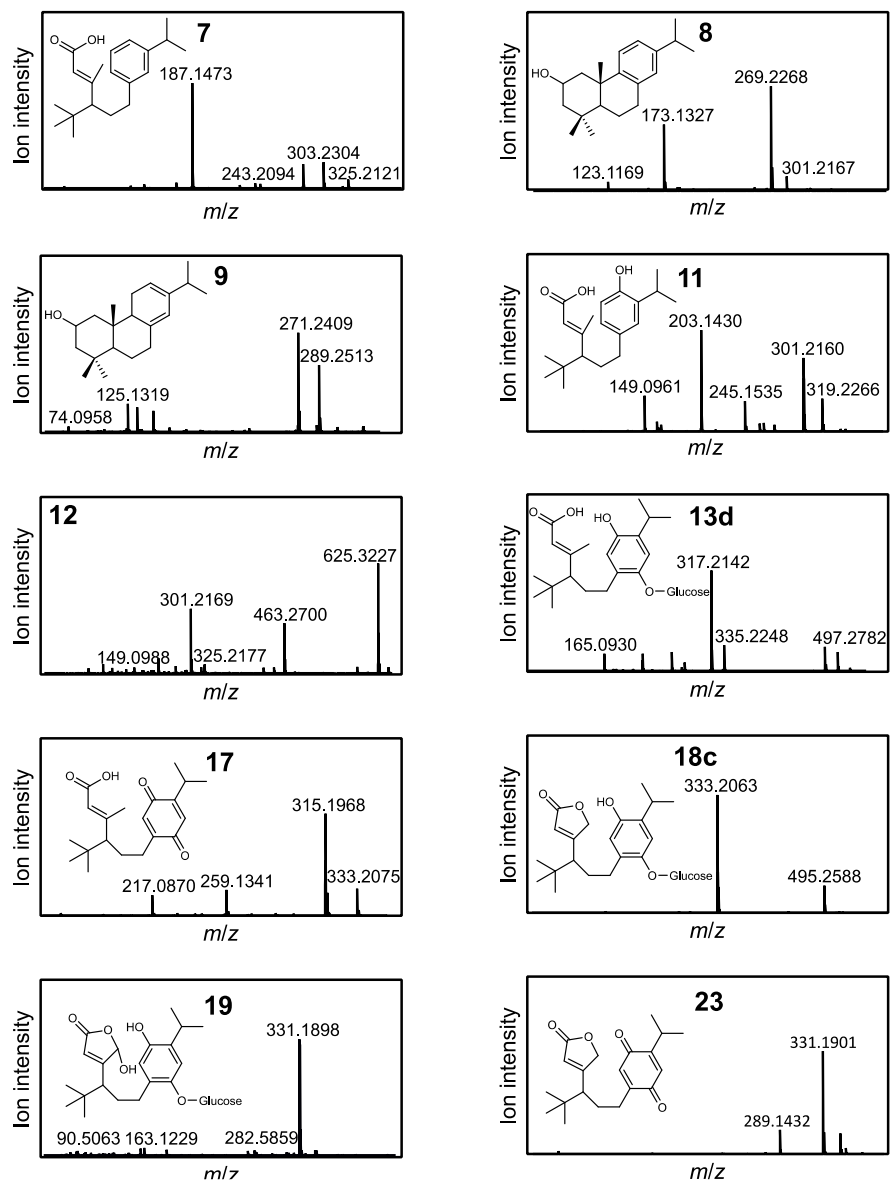 7
OH
O
187.1473
243.2094
303.2304
325.2121
Ion intensity
m/z
8
HO
269.2268
173.1327
123.1169
301.2167
Ion intensity
m/z
9
HO
271.2409
289.2513
125.1319
74.0958
Ion intensity
m/z
11
OH
OH
O
203.1430
301.2160
149.0961
245.1535
319.2266
Ion intensity
m/z
12
625.3227
301.2169
463.2700
149.0988
325.2177
Ion intensity
m/z
13d
OH
O
HO
O-Glucose
317.2142
165.0930
335.2248
497.2782
Ion intensity
m/z
17
OH
O
O
O
315.1968
217.0870
259.1341
333.2075
Ion intensity
m/z
18c
O
O
HO
O-Glucose
333.2063
495.2588
Ion intensity
m/z
19
O
O
HO
OH
O-Glucose
331.1898
90.5063
163.1229
282.5859
Ion intensity
m/z
23
O
O
O
O
331.1901
289.1432
Ion intensity
m/z